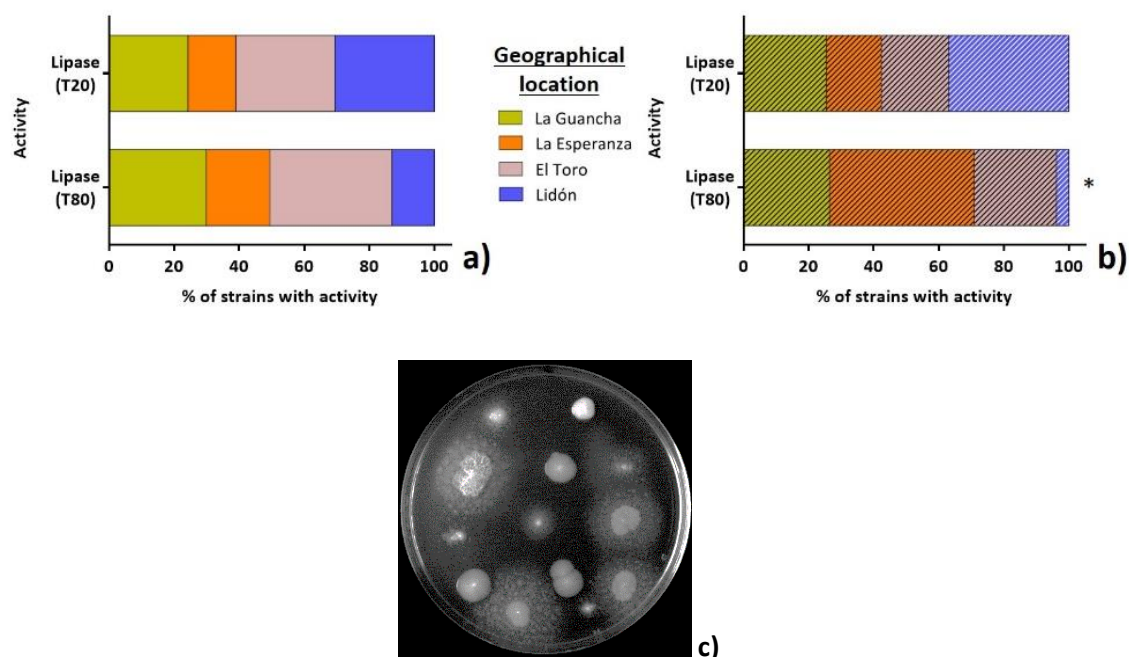 Activity
Lipase
(T20)
Lipase
(T80)
0 20 40 60 80 100
% of strains with activity
a)
Geographical
location
La Guancha
La Esperanza
El Toro
Lidón
Activity
Lipase
(T20)
Lipase
(T80)
*
0 20 40 60 80 100
% of strains with activity
b)
c)